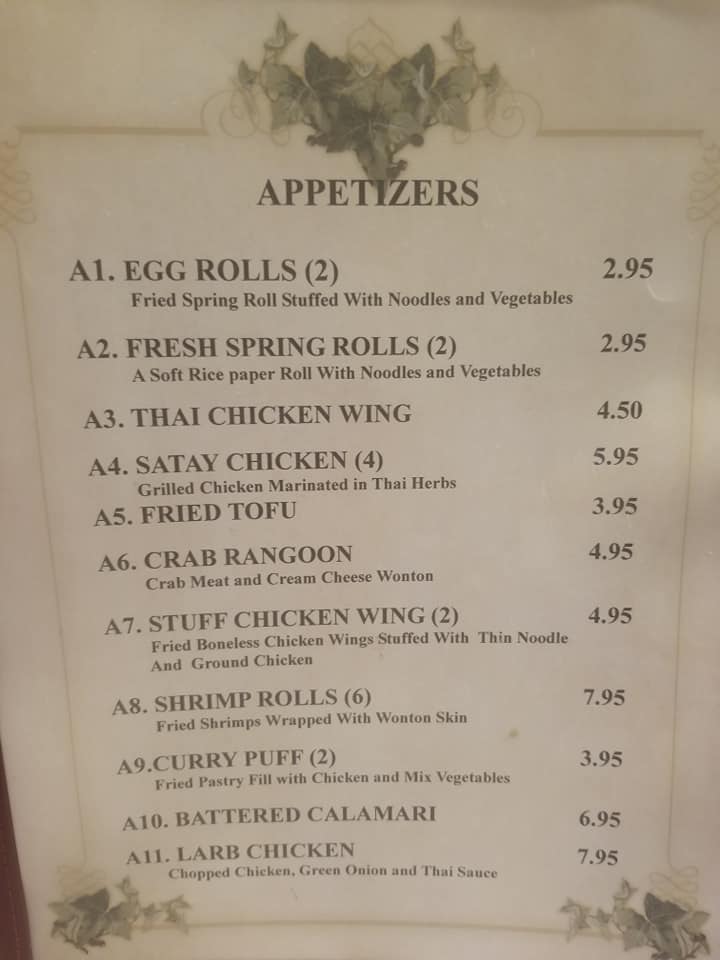 APPETIZERS
A1. EGG ROLLS (2) 2.95
Fried Spring Roll Stuffed With Noodles and Vegetables
A2. FRESH SPRING ROLLS (2) 2.95
A Soft Rice paper Roll With Noodles and Vegetables
A3. THAI CHICKEN WING 4.50
A4. SATAY CHICKEN (4) 5.95
Grilled Chicken Marinated in Thai Herbs
A5. FRIED TOFU 3.95
A6. CRAB RANGOON 4.95
Crab Meat and Cream Cheese Wonton
A7. STUFF CHICKEN WING (2) 4.95
Fried Boneless Chicken Wings Stuffed With Thin Noodle
And Ground Chicken
A8. SHRIMP ROLLS (6) 7.95
Fried Shrimps Wrapped With Wonton Skin
A9.CURRY PUFF (2) 3.95
Fried Pastry Fill with Chicken and Mix Vegetables
A10. BATTERED CALAMARI 6.95
A11. LARB CHICKEN 7.95
Chopped Chicken, Green Onion and Thai Sauce